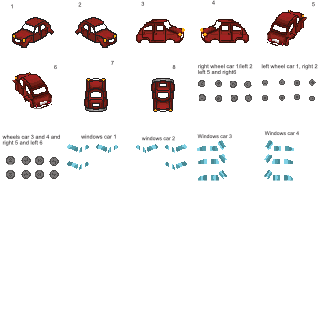 1
2
3
4
5
6
7
8
right wheel car 1left 2
left 5 and right6
left wheel car 1, right 2
wheels car 3 and 4 and
right 5 and left 6
windows car 1
windows car 2
Windows car 3
Windows car 4